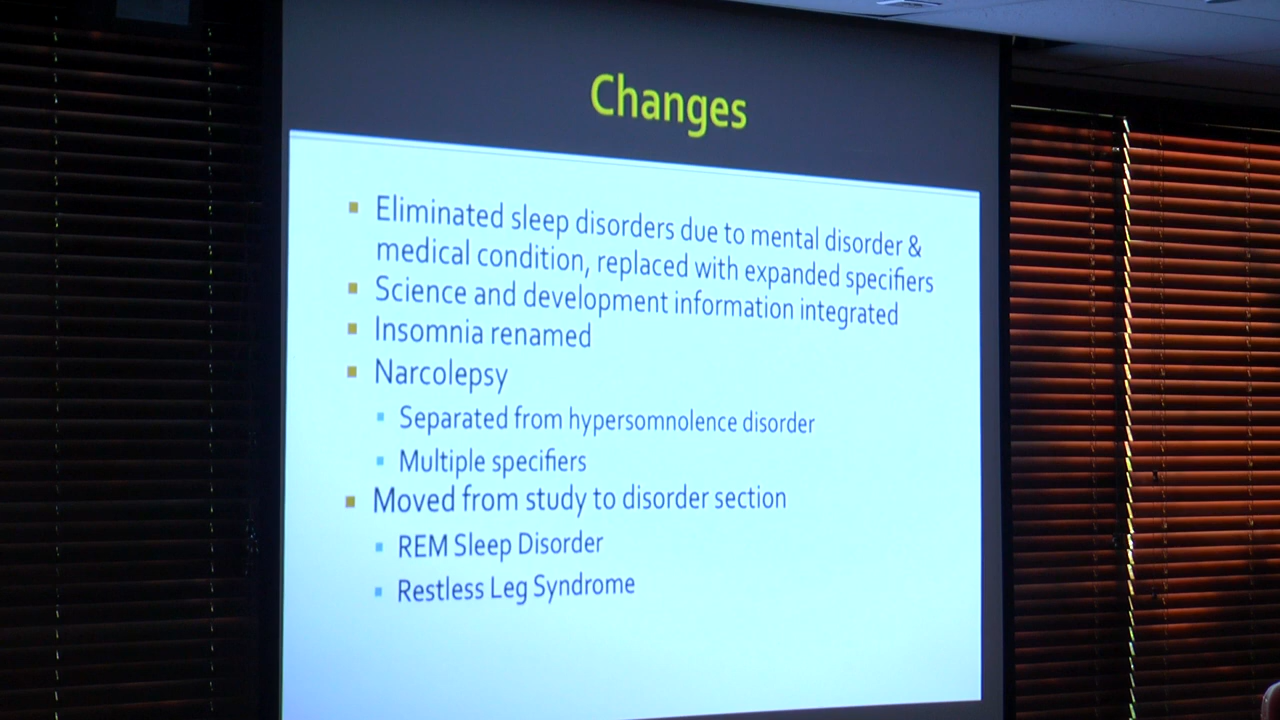 Changes
Eliminated sleep disorders due to mental disorder &
medical condition, replaced with expanded specifiers
Science and development information integrated
Insomnia renamed
Narcolepsy
Separated from hypersomnolence disorder
Multiple specifiers
Moved from study to disorder section
REM Sleep Disorder
Restless Leg Syndrome